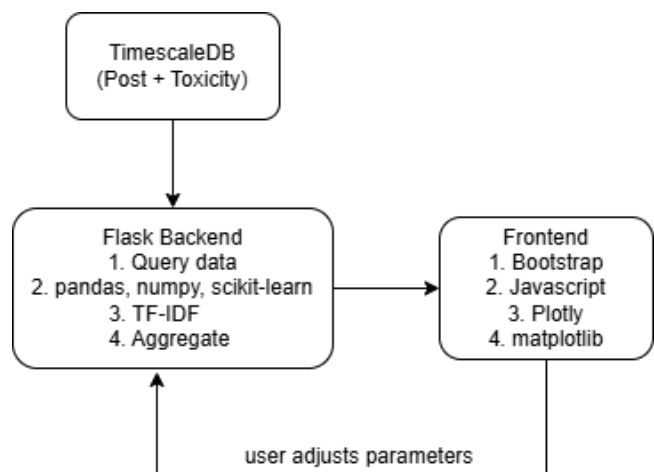 TimescaleDB
(Post + Toxicity)
Flask Backend
1. Query data
2. pandas, numpy, scikit-learn
3. TF-IDF
4. Aggregate
Frontend
1. Bootstrap
2. Javascript
3. Plotly
4. matplotlib
user adjusts parameters